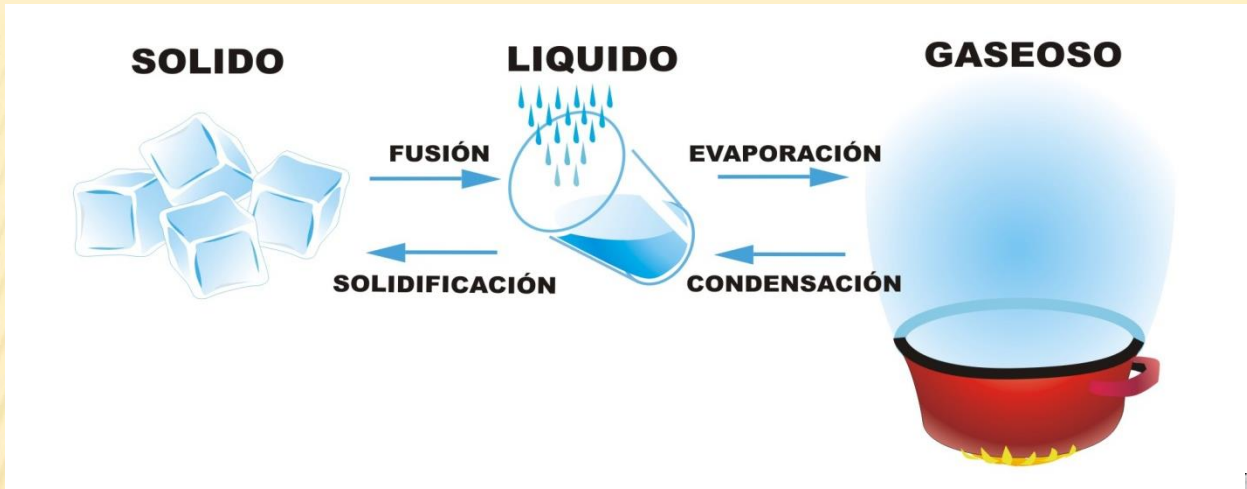 SOLIDO
LIQUIDO
GASEOSO
FUSIÓN
EVAPORACIÓN
SOLIDIFICACIÓN
CONDENSACIÓN